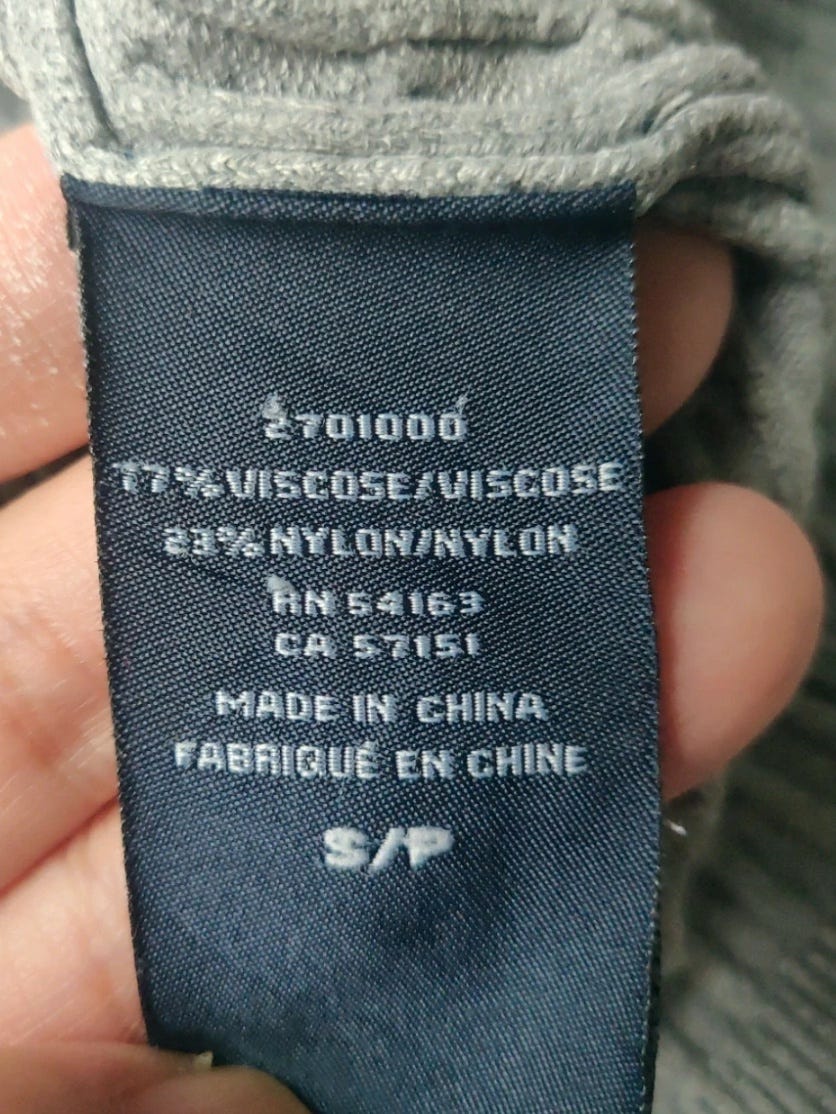 2701000
77% VISCOSE/VISCOSE
23% NYLON/NYLON
RN 54163
CA 57151
MADE IN CHINA
FABRIQUÉ EN CHINE
S/P